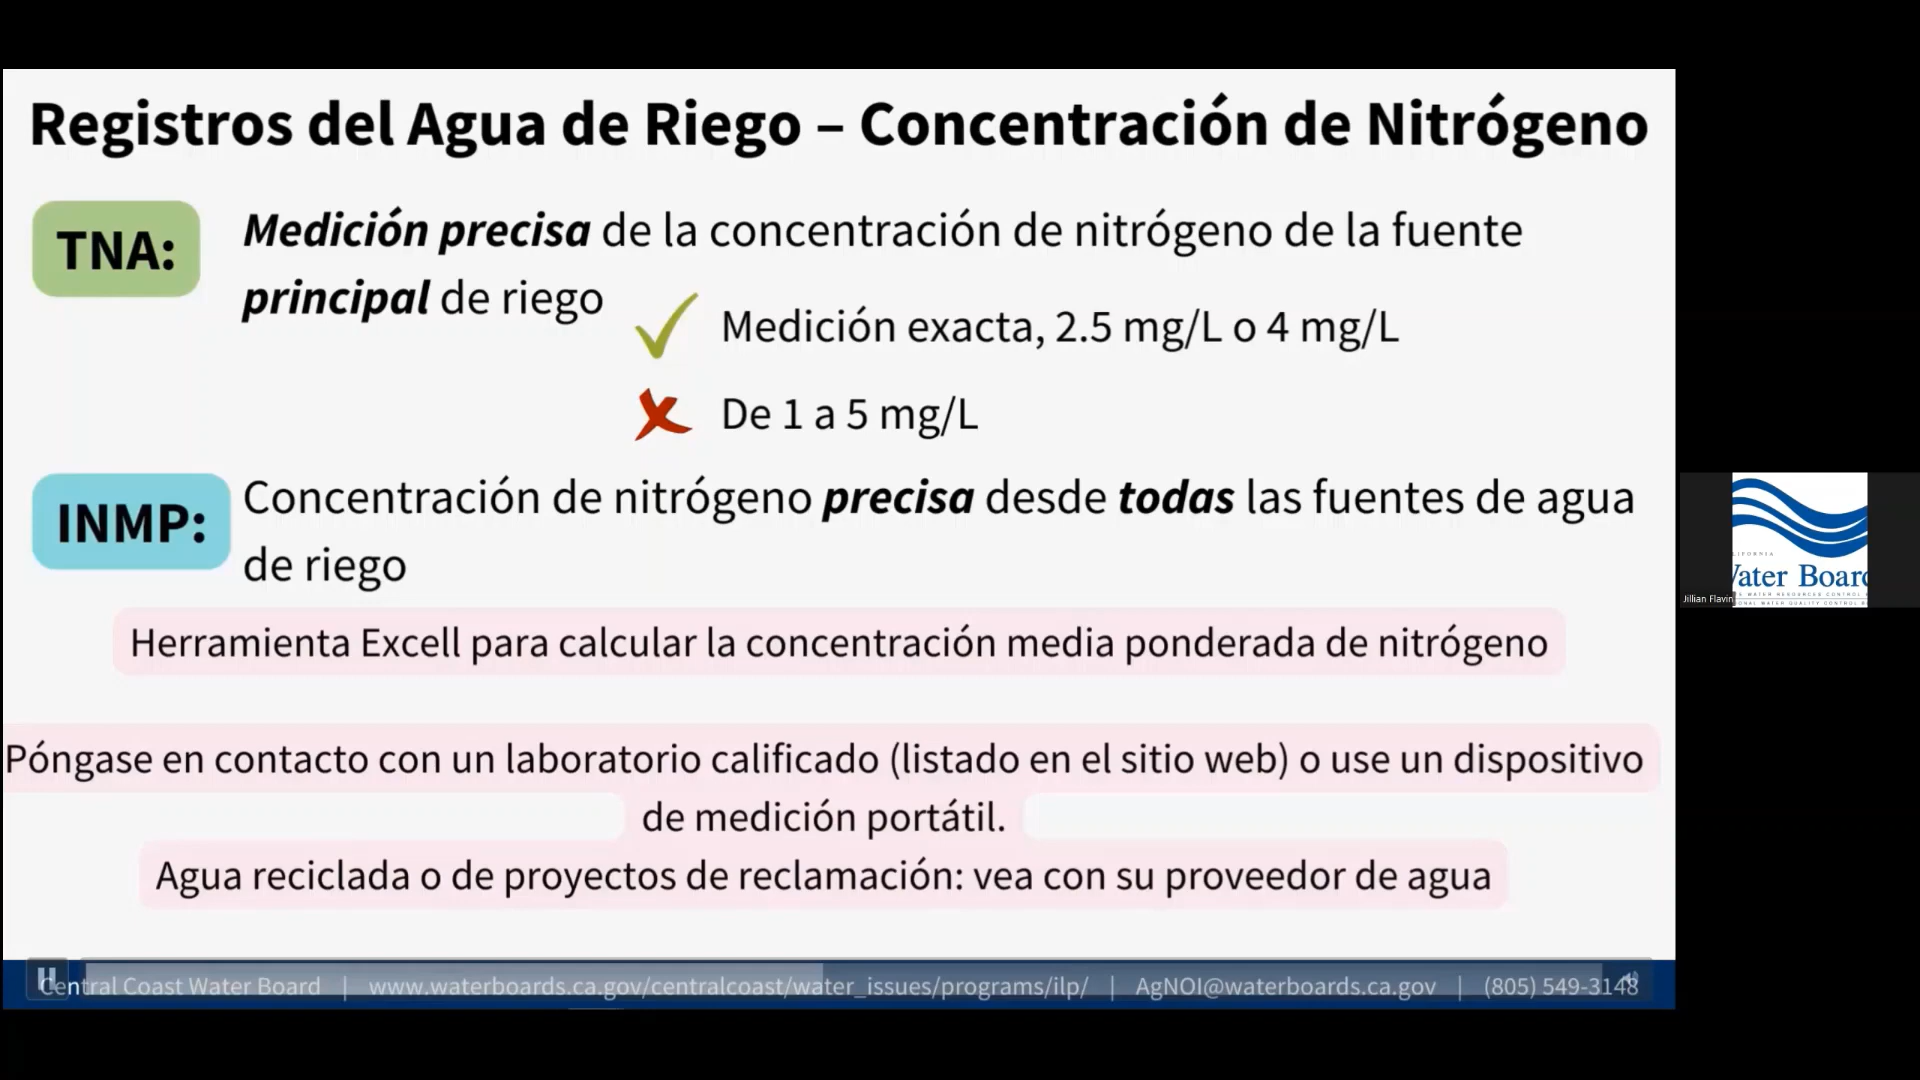 Registros del Agua de Riego – Concentración de Nitrógeno
TNA:
Medición precisa de la concentración de nitrógeno de la fuente
principal de riego
Medición exacta, 2.5 mg/L o 4 mg/L
De 1 a 5 mg/L
INMP:
Concentración de nitrógeno precisa desde todas las fuentes de agua
de riego
Herramienta Excell para calcular la concentración media ponderada de nitrógeno
Póngase en contacto con un laboratorio calificado (listado en el sitio web) o use un dispositivo
de medición portátil.
Agua reciclada o de proyectos de reclamación: vea con su proveedor de agua
Central Coast Water Board | www.waterboards.ca.gov/centralcoast/water_issues/programs/ilp/ | AgNOI@waterboards.ca.gov | (805) 549-3148
Water Board
Jillian Flavin